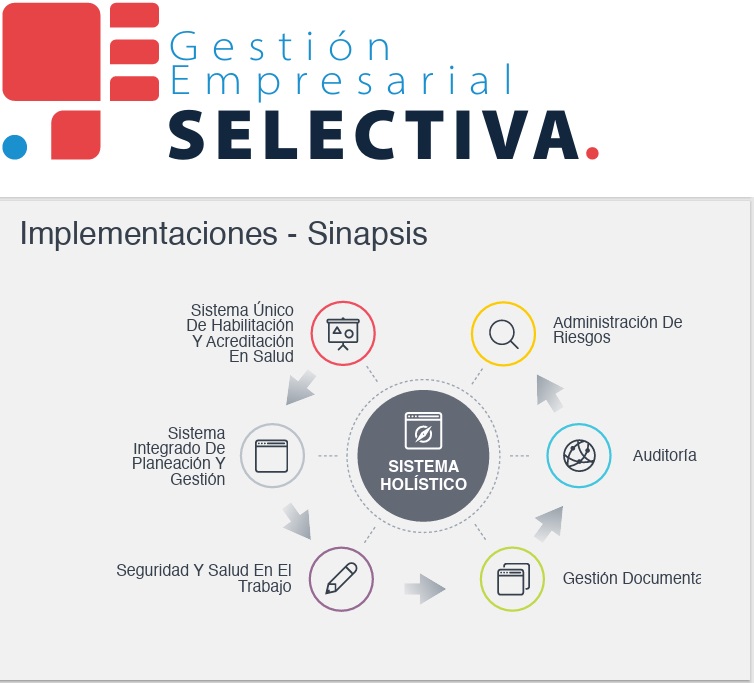 Gestión
Empresarial
SELECTIVA.
Implementaciones - Sinapsis
Sistema Único
De Habilitación
Y Acreditación
En Salud
Administración De
Riesgos
Sistema
Integrado De
Planeación Y
Gestión
SISTEMA
HOLÍSTICO
Auditoría
Seguridad Y Salud En El
Trabajo
Gestión Documenta